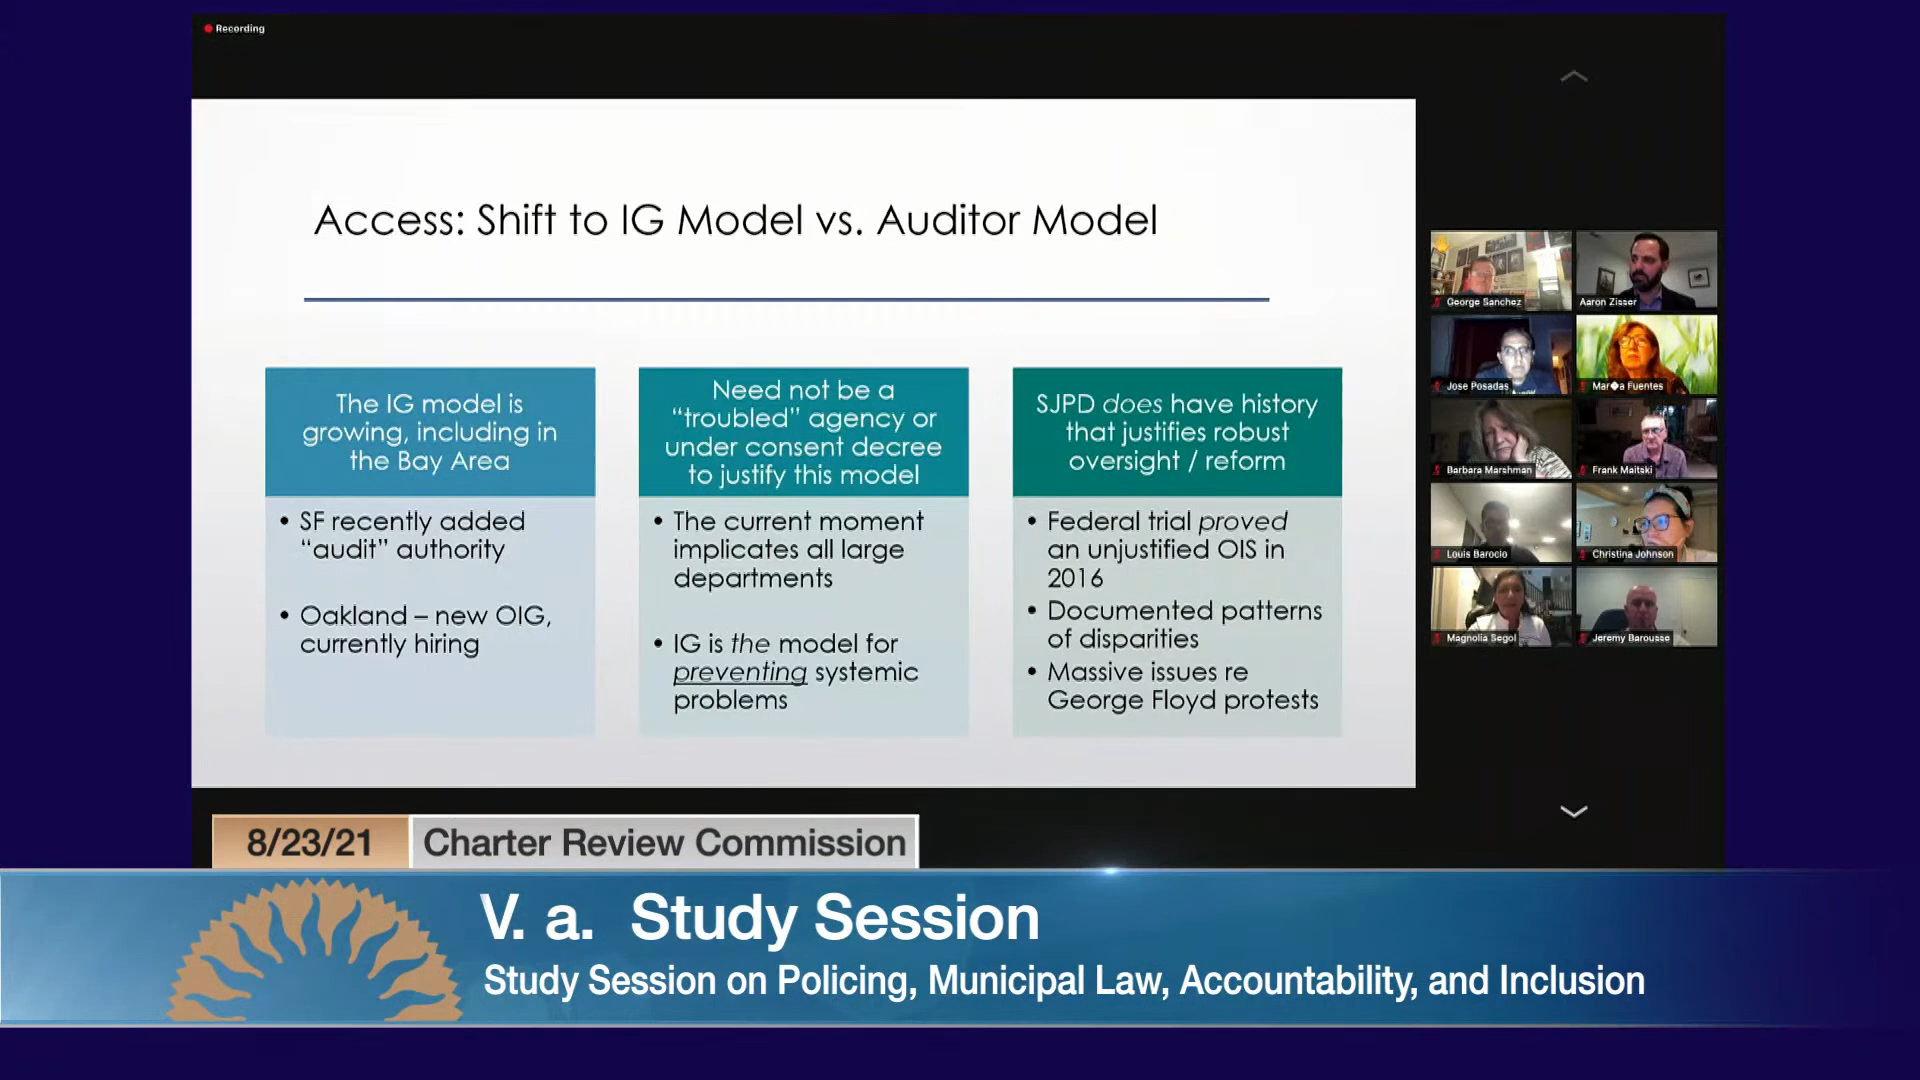 Recording
Access: Shift to IG Model vs. Auditor Model
The IG model is
growing, including in
the Bay Area
• SF recently added
“audit” authority
• Oakland – new OIG,
currently hiring
Need not be a
“troubled” agency or
under consent decree
to justify this model
• The current moment
implicates all large
departments
• IG is the model for
preventing systemic
problems
SJPD does have history
that justifies robust
oversight / reform
• Federal trial proved
an unjustified OIS in
2016
• Documented patterns
of disparities
• Massive issues re
George Floyd protests
George Sanchez
Aaron Zisser
Jose Posadas
Mar�a Fuentes
Barbara Marshman
Frank Maitski
Louis Barocio
Christina Johnson
Magnolia Segol
Jeremy Barousse
8/23/21
Charter Review Commission
V. a. Study Session
Study Session on Policing, Municipal Law, Accountability, and Inclusion